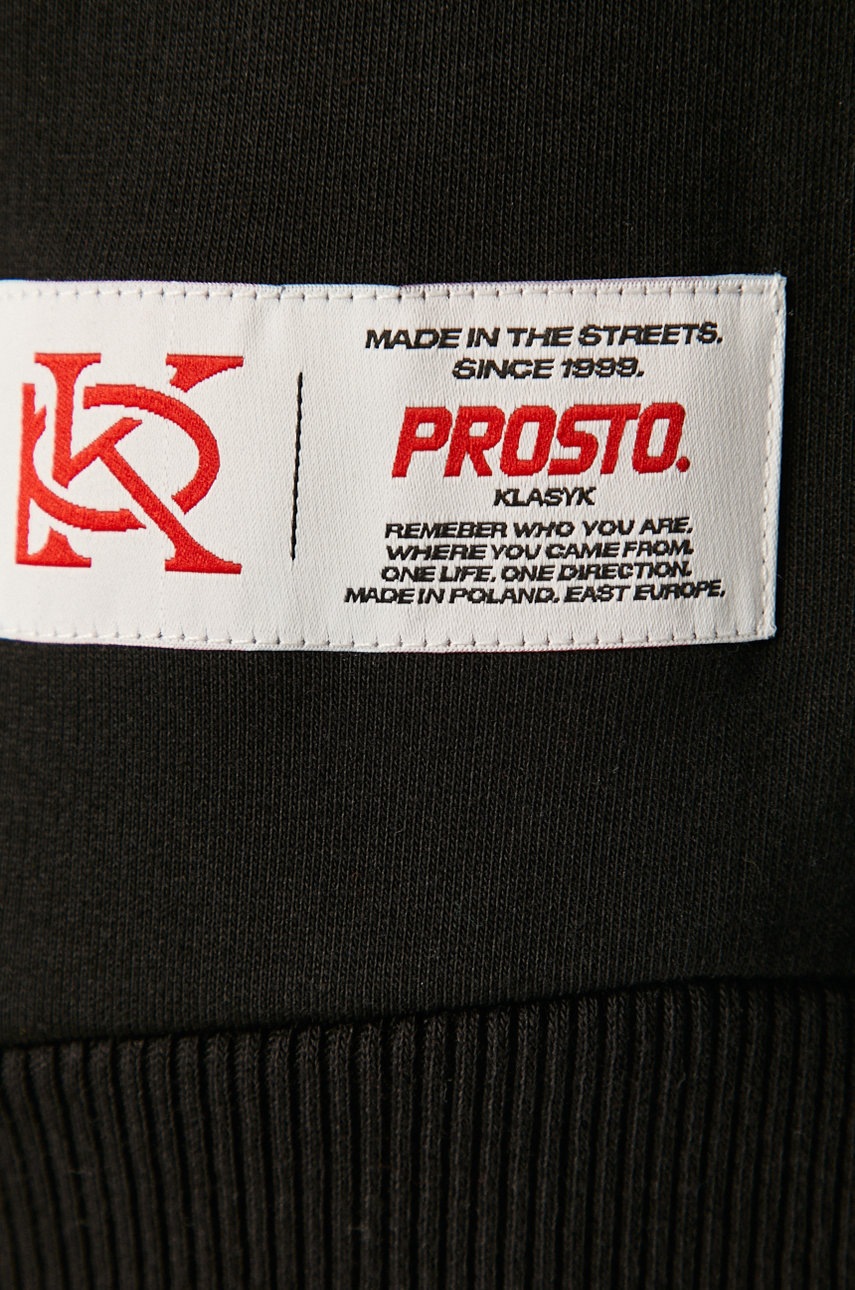 MADE IN THE STREETS.
SINCE 1999.
PROSTO.
KLASYK
REMEBER WHO YOU ARE.
WHERE YOU CAME FROM.
ONE LIFE. ONE DIRECTION.
MADE IN POLAND. EAST EUROPE.